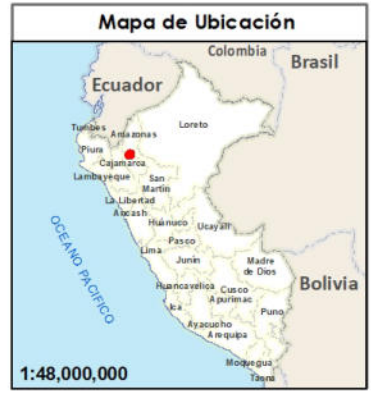 Mapa de Ubicación
Colombia
Brasil
Ecuador
Tumbes
Amazonas
Loreto
Piura
Cajamarca
Lambayeque
San
Martín
La Libertad
Ancash
Huánuco
Ucayali
Pasco
Lima
Junín
Madre
de Dios
OCEANO PACIFICO
Huancavelica
Cusco
Apurimac
Bolivia
Ica
Puno
Ayacucho
Arequipa
Moquegua
Tacna
1:48,000,000